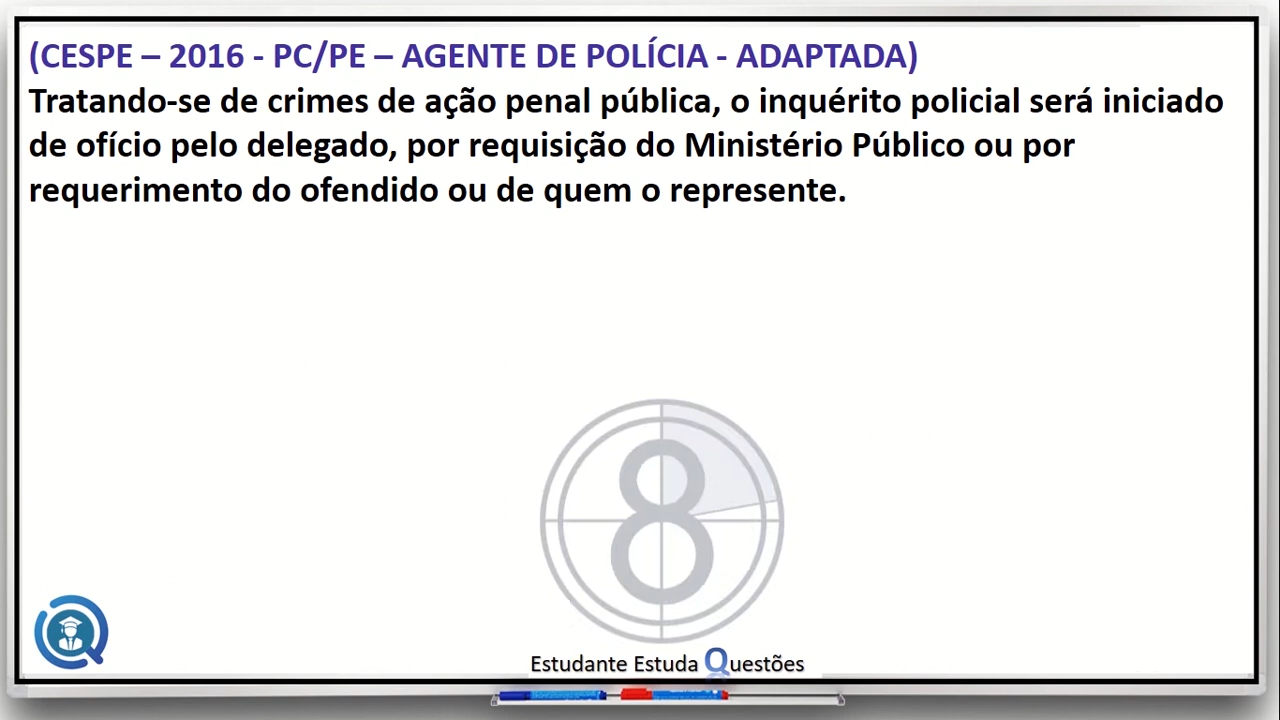 (CESPE – 2016 - PC/PE – AGENTE DE POLÍCIA - ADAPTADA)
Tratando-se de crimes de ação penal pública, o inquérito policial será iniciado
de ofício pelo delegado, por requisição do Ministério Público ou por
requerimento do ofendido ou de quem o represente.
8
Estudante Estuda Questões